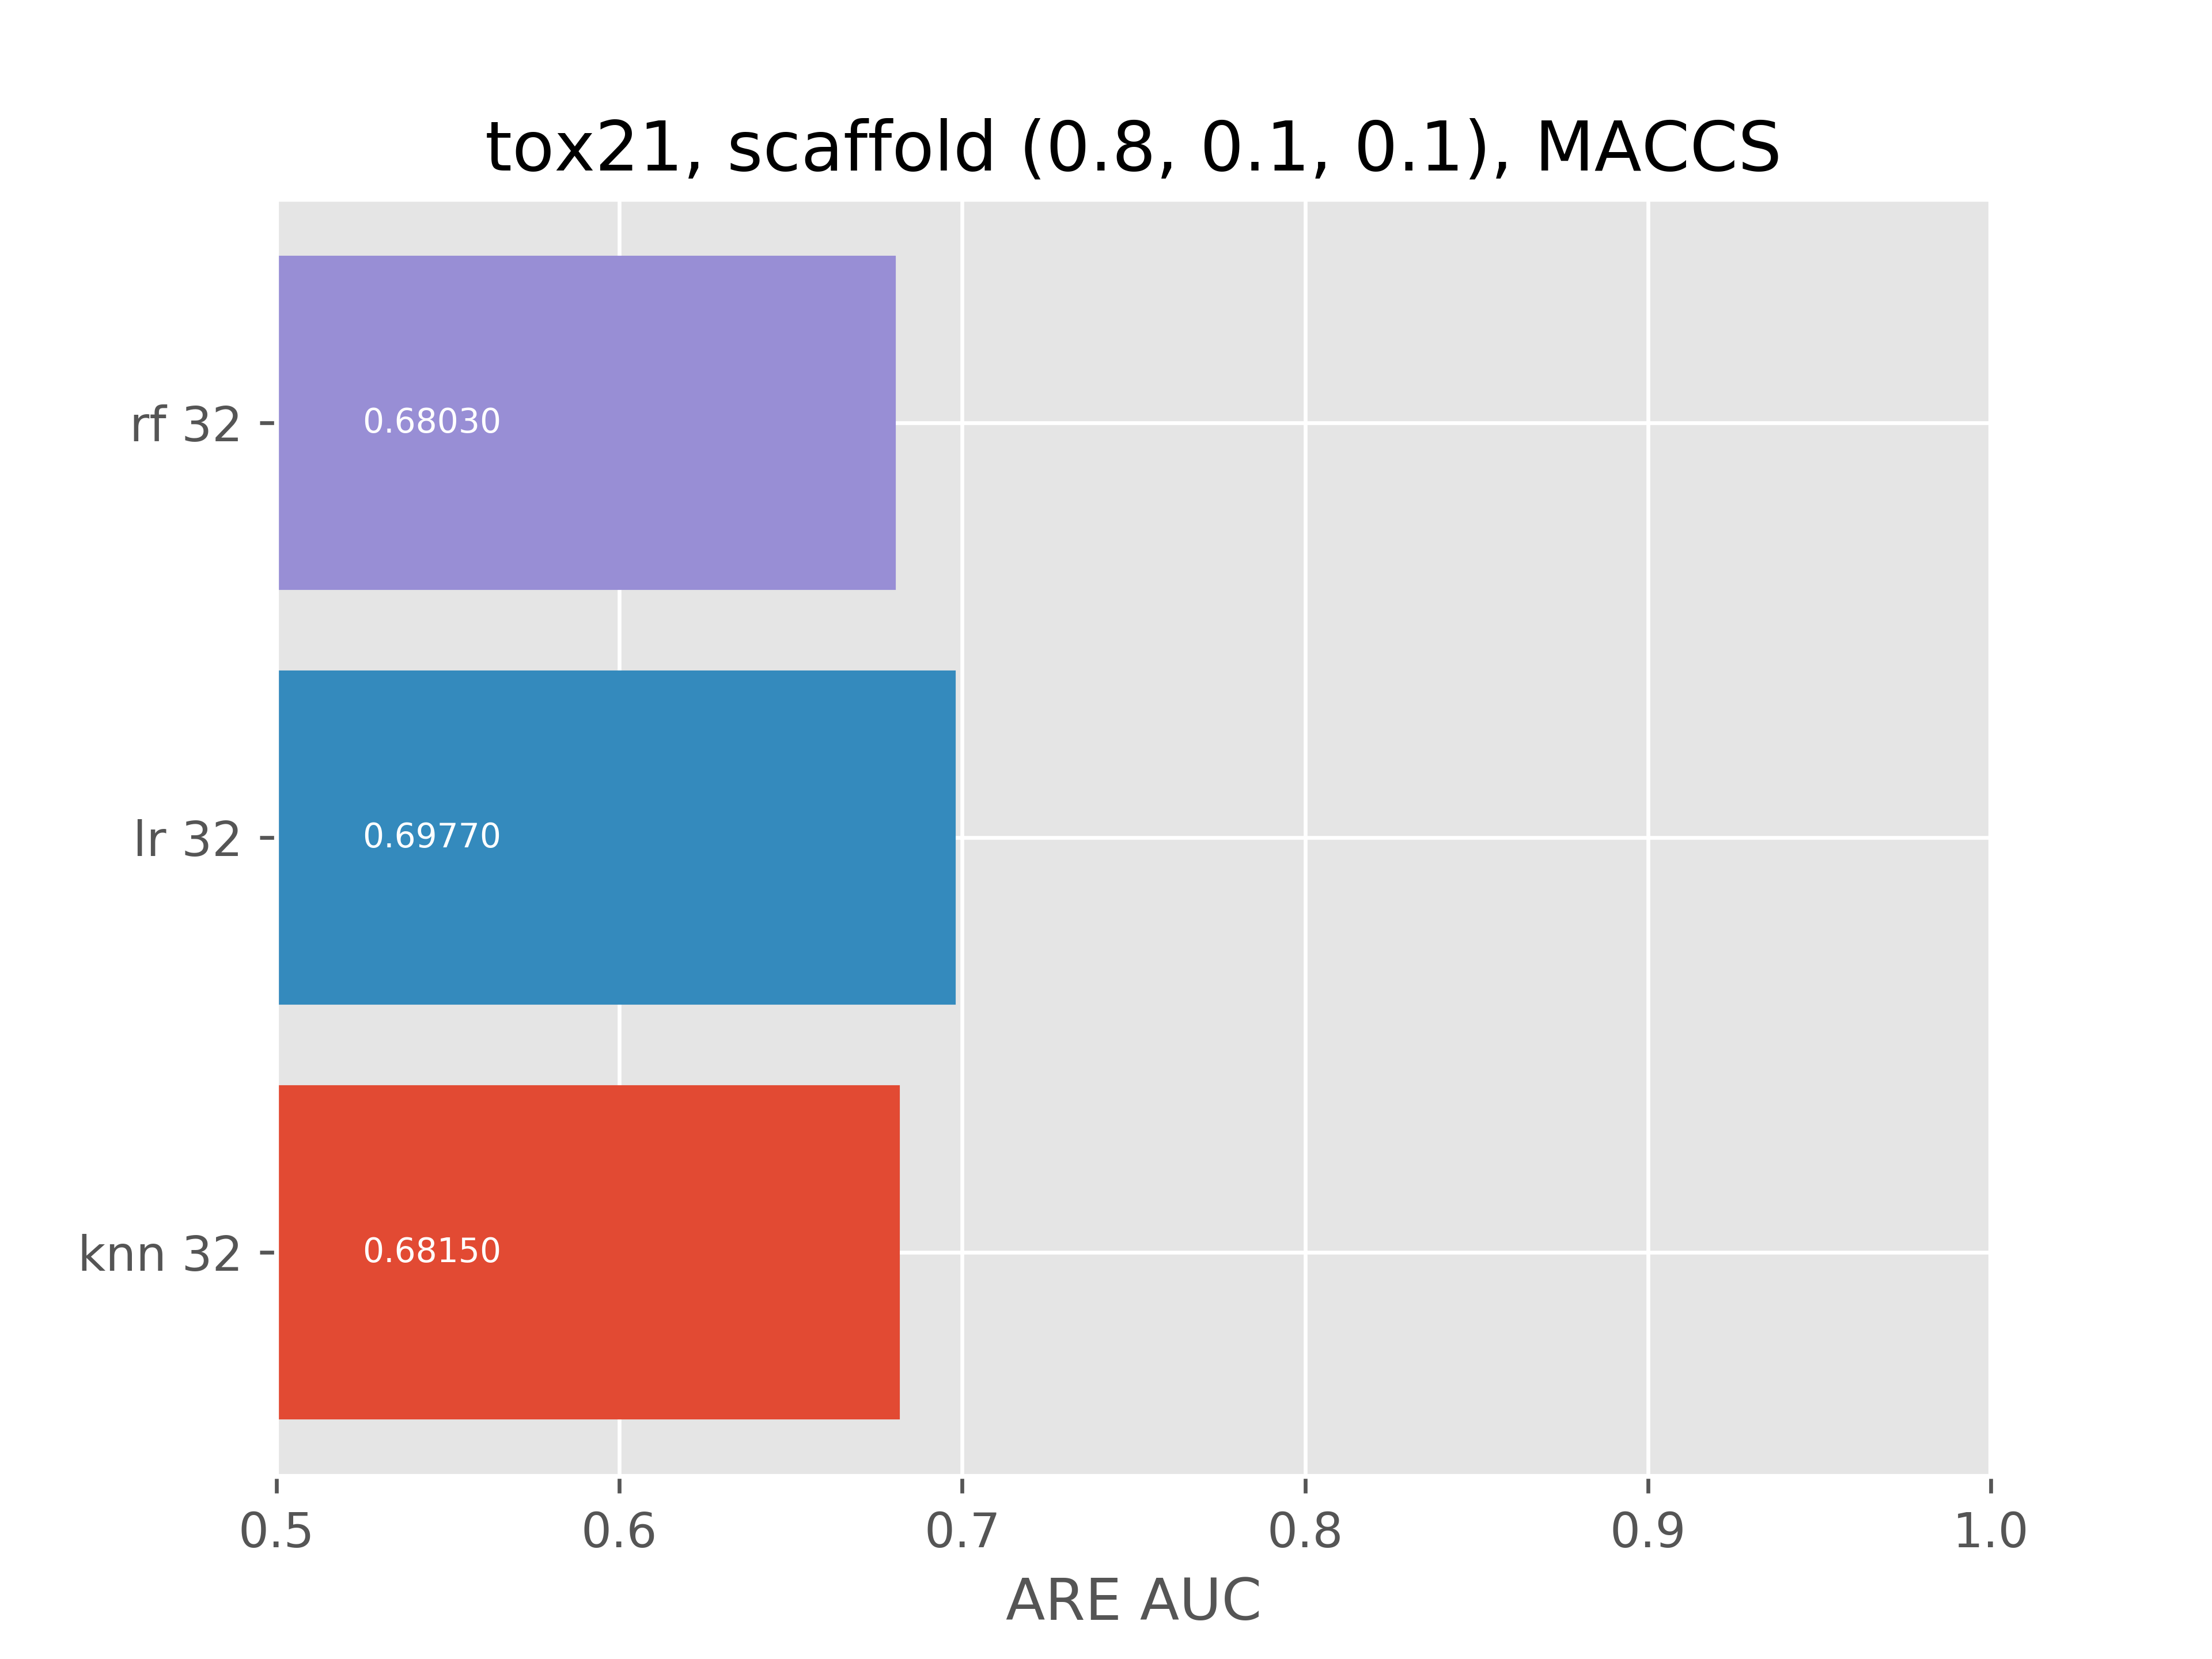 tox21, scaffold (0.8, 0.1, 0.1), MACCS
rf 32
0.68030
lr 32
0.69770
knn 32
0.68150
0.5 0.6 0.7 0.8 0.9 1.0
ARE AUC